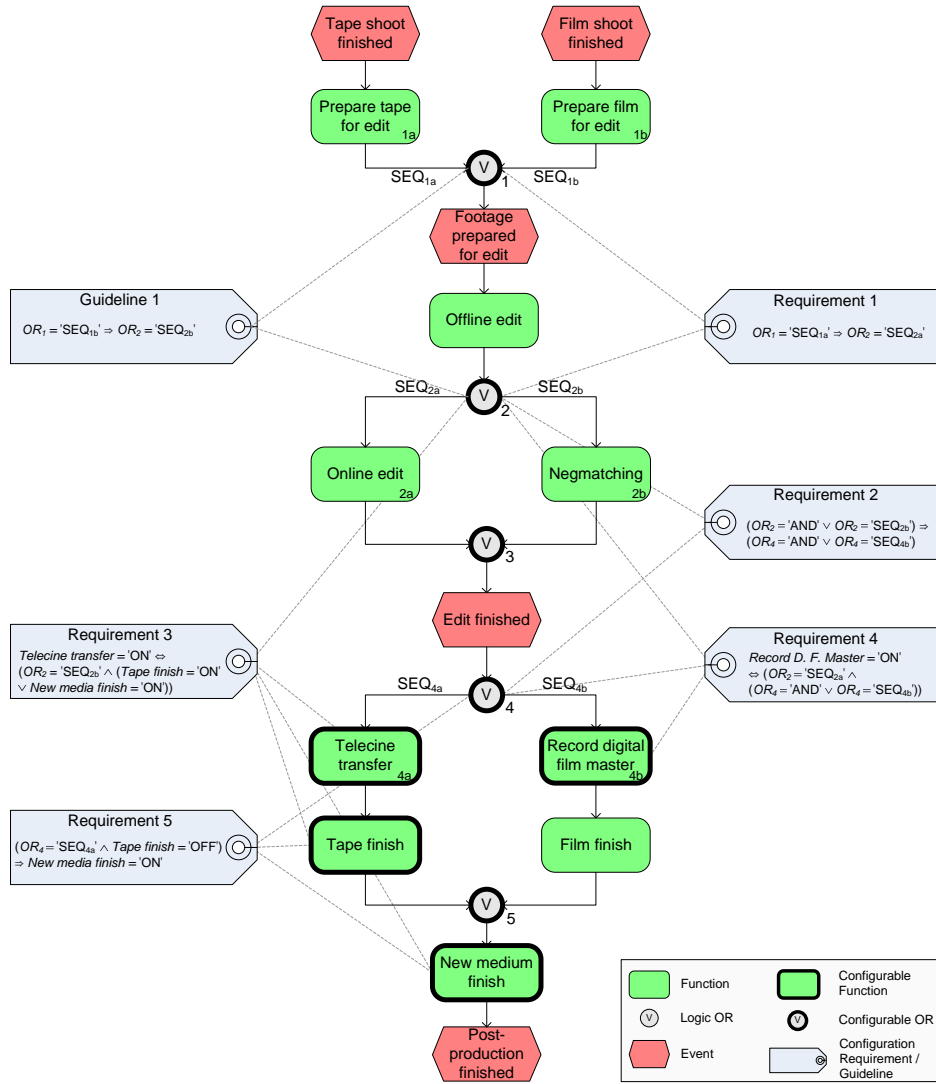 Tape shoot
finished
Film shoot
finished
Prepare tape
for edit
1a
Prepare film
for edit
1b
SEQ1a
V
1
SEQ1b
Footage
prepared
for edit
Guideline 1
OR1 = 'SEQ1b' ⇒ OR2 = 'SEQ2b'
Offline edit
Requirement 1
OR1 = 'SEQ1a' ⇒ OR2 = 'SEQ2a'
SEQ2a
V
2
SEQ2b
Online edit
2a
Negmatching
2b
Requirement 2
(OR2 = 'AND' ∨ OR2 = 'SEQ2b') ⇒
(OR4 = 'AND' ∨ OR4 = 'SEQ4b')
V
3
Edit finished
Requirement 3
Telecine transfer = 'ON' ⇔
(OR2 = 'SEQ2b' ∧ (Tape finish = 'ON'
∨ New media finish = 'ON'))
Requirement 4
Record D. F. Master = 'ON'
⇔ (OR2 = 'SEQ2a' ∧
(OR4 = 'AND' ∨ OR4 = 'SEQ4b'))
SEQ4a
V
4
SEQ4b
Telecine
transfer
4a
Record digital
film master
4b
Requirement 5
(OR4 = 'SEQ4a' ∧ Tape finish = 'OFF')
⇒ New media finish = 'ON'
Tape finish
Film finish
V
5
New medium
finish
Post-
production
finished
Function
Configurable
Function
V
Logic OR
V
Configurable OR
Event
Configuration
Requirement /
Guideline